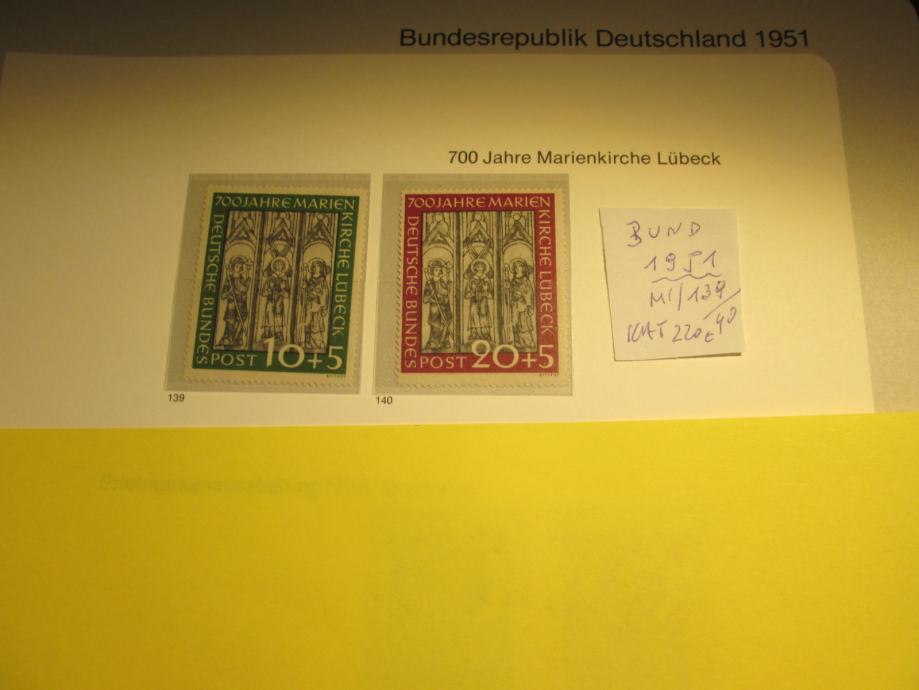 Bundesrepublik Deutschland 1951
700 Jahre Marienkirche Lübeck
700 JAHRE MARIEN
KIRCHE LÜBECK
DEUTSCHE BUNDES
POST 10+5
139
700 JAHRE MARIEN
KIRCHE LÜBECK
DEUTSCHE BUNDES
POST 20+5
140
BUND
1951
MI/139/40
KAT 220€